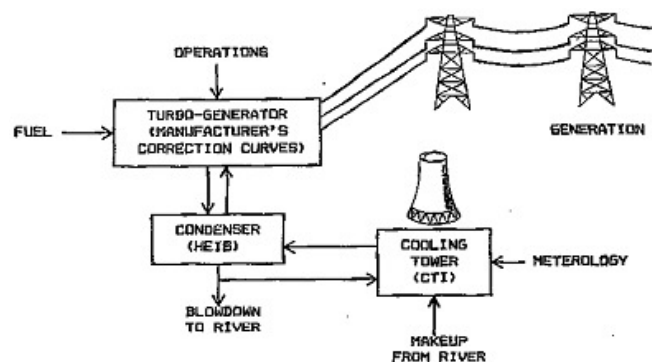 OPERATIONS
TURBO-GENERATOR
(MANUFACTURER'S
CORRECTION CURVES)
FUEL
GENERATION
CONDENSER
(HEIS)
COOLING
TOWER
(CTI)
METEROLOGY
BLOWDOWN
TO RIVER
MAKEUP
FROM RIVER